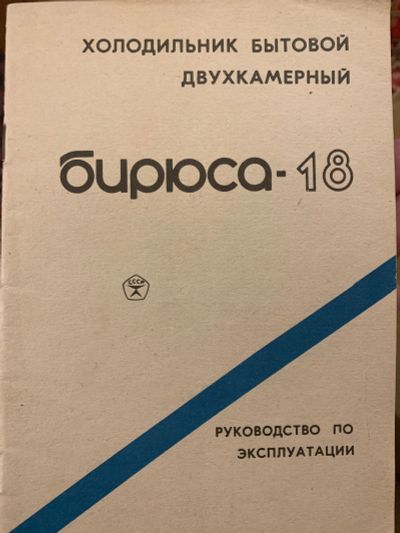 ХОЛОДИЛЬНИК БЫТОВОЙ
ДВУХКАМЕРНЫЙ
бирюса-18
СССР
РУКОВОДСТВО ПО
ЭКСПЛУАТАЦИИ